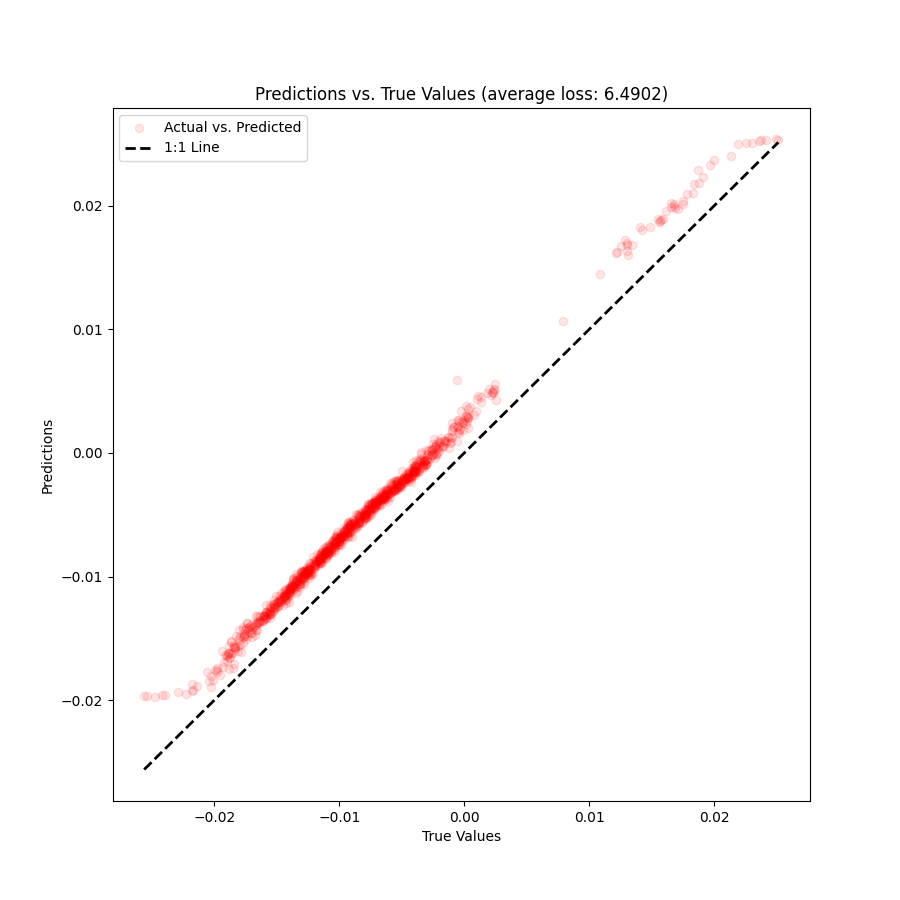 Predictions vs. True Values (average loss: 6.4902)
Actual vs. Predicted
1:1 Line
0.02
0.01
0.00
−0.01
−0.02
Predictions
−0.02
−0.01
0.00
0.01
0.02
True Values